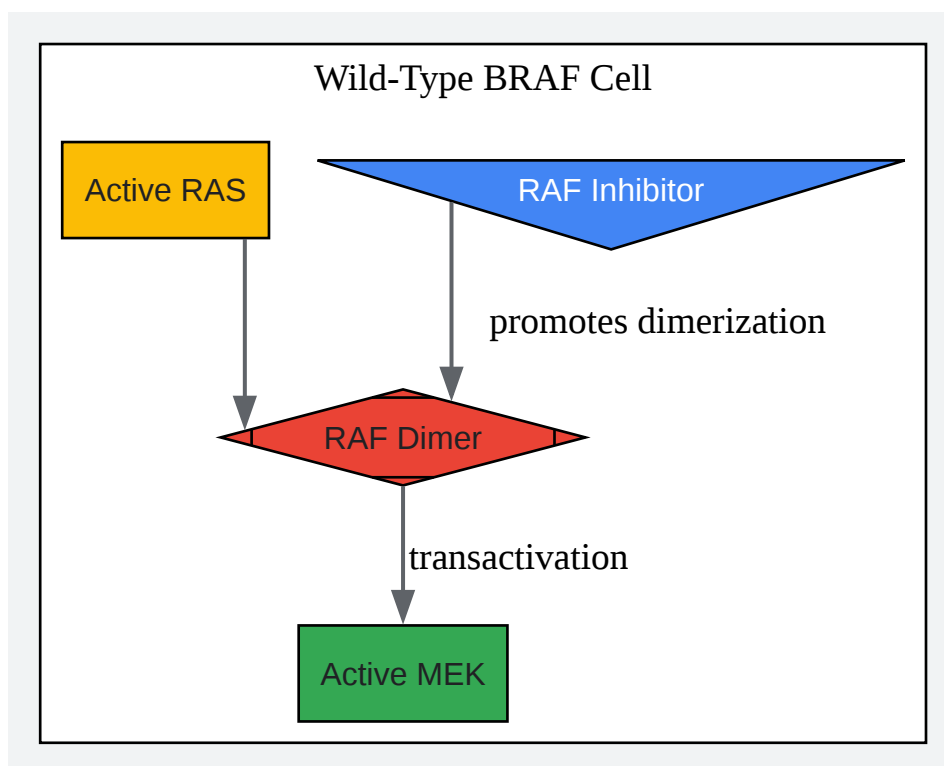 Wild-Type BRAF Cell
Active RAS
RAF Inhibitor
promotes dimerization
RAF Dimer
transactivation
Active MEK